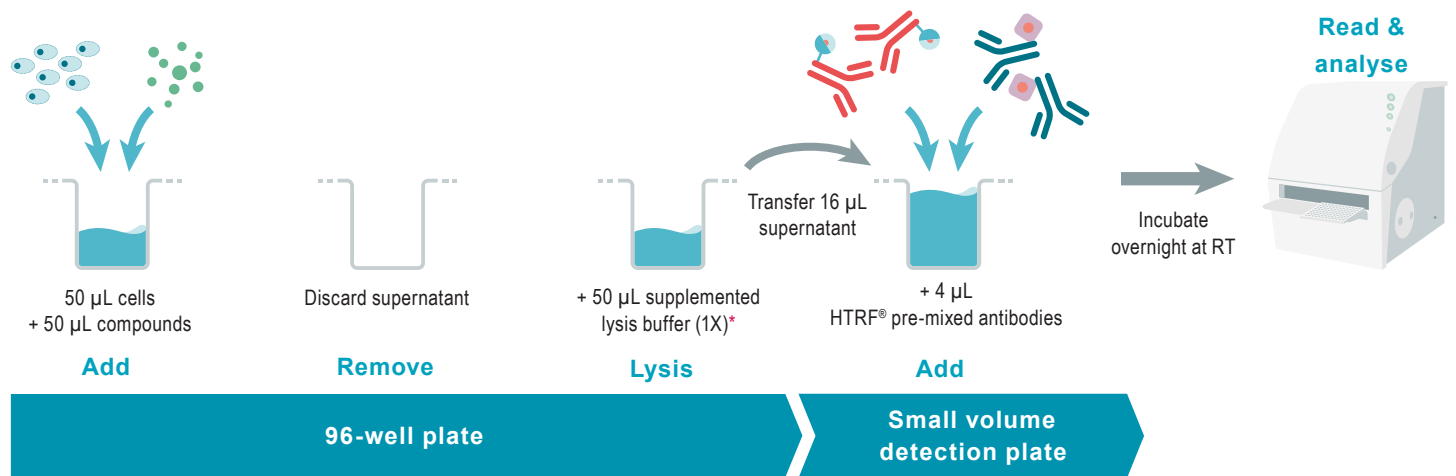 50 µL cells
+ 50 µL compounds
Add
Discard supernatant
Remove
+ 50 µL supplemented
lysis buffer (1X)*
Lysis
Transfer 16 µL
supernatant
+ 4 µL
HTRF® pre-mixed antibodies
Add
Incubate
overnight at RT
Read &
analyse
96-well plate
Small volume
detection plate